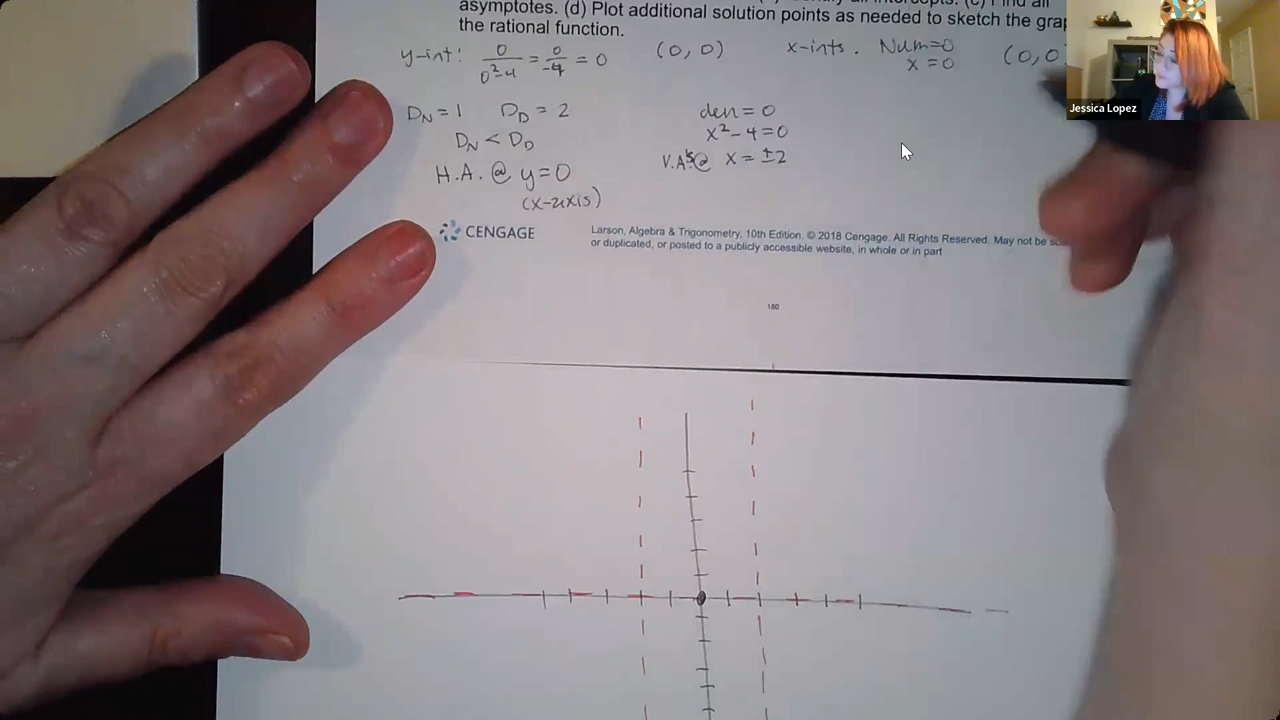 asymptotes. (d) Plot additional solution points as needed to sketch the
the rational function.
y-int: 0/0²-4 = 0/-4 = 0 (0, 0) x-ints. Num=0 (0,0
x = 0
Jessica Lopez
D_N = 1 D_D = 2 den = 0
D_N < D_D x²-4=0
H.A. @ y=0 V.A.'s @ x = ±2
(x-axis)
CENGAGE
Larson, Algebra & Trigonometry, 10th Edition. © 2018 Cengage. All Rights Reserved. May not be
or duplicated, or posted to a publicly accessible website, in whole or in part
180